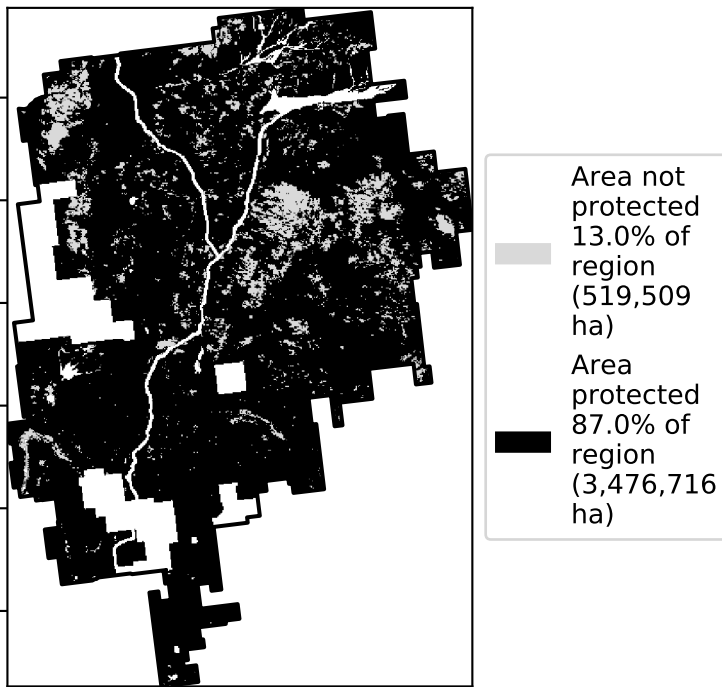 Area not
protected
13.0% of
region
(519,509
ha)
Area
protected
87.0% of
region
(3,476,716
ha)